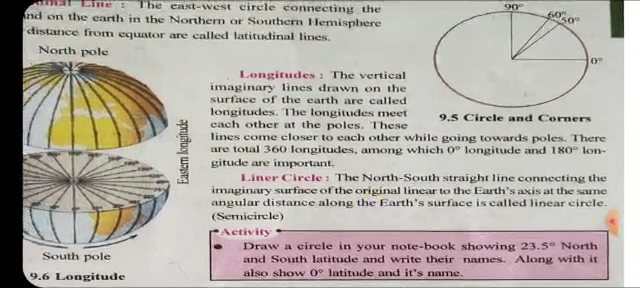 Line : The east-west circle connecting the
and on the earth in the Northern or Southern Hemisphere
distance from equator are called latitudinal lines.
North pole
90°
60°
50°
0°
9.5 Circle and Corners
Longitudes : The vertical
imaginary lines drawn on the
surface of the earth are called
longitudes. The longitudes meet
each other at the poles. These
lines come closer to each other while going towards poles. There
are total 360 longitudes, among which 0° longitude and 180° lon-
gitude are important.
Eastern longitude
Liner Circle : The North-South straight line connecting the
imaginary surface of the original linear to the Earth's axis at the same
angular distance along the Earth's surface is called linear circle.
(Semicircle)
South pole
9.6 Longitude
• Activity •
• Draw a circle in your note-book showing 23.5° North
and South latitude and write their names. Along with it
also show 0° latitude and it's name.